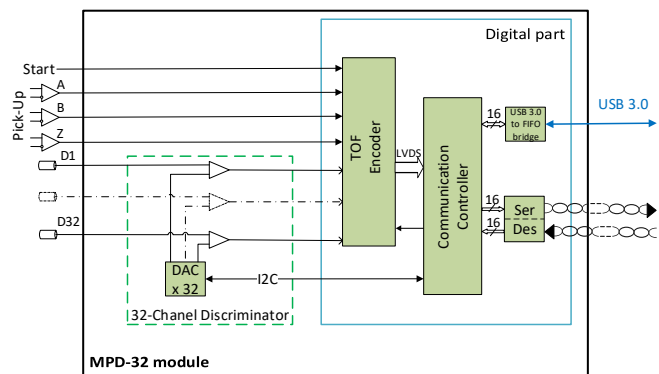 Digital part
Start
A
B
Z
Pick-Up
D1
D32
TOF
Encoder
LVDS
Communication
Controller
16
USB 3.0
to FIFO
bridge
USB 3.0
16
16
Ser
Des
DAC
x 32
I2C
32-Chanel Discriminator
MPD-32 module